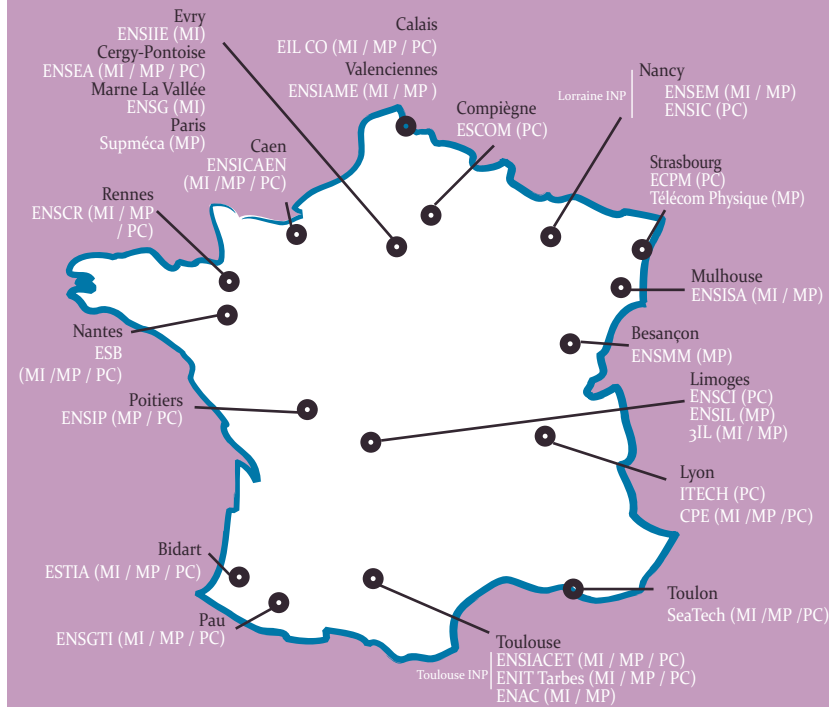 Evry
ENSIIE (MI)
Cergy-Pontoise
ENSEA (MI / MP / PC)
Marne La Vallée
ENSG (MI)
Paris
Supméca (MP)
Calais
EIL CO (MI / MP / PC)
Valenciennes
ENSIAME (MI / MP )
Compiègne
ESCOM (PC)
Nancy
Lorraine INP
ENSEM (MI / MP)
ENSIC (PC)
Caen
ENSICAEN
(MI /MP / PC)
Strasbourg
ECPM (PC)
Télécom Physique (MP)
Rennes
ENSCR (MI / MP
/ PC)
Mulhouse
ENSISA (MI / MP)
Nantes
ESB
(MI /MP / PC)
Besançon
ENSMM (MP)
Limoges
ENSCI (PC)
ENSIL (MP)
3IL (MI / MP)
Poitiers
ENSIP (MP / PC)
Lyon
ITECH (PC)
CPE (MI /MP /PC)
Bidart
ESTIA (MI / MP / PC)
Pau
ENSGTI (MI / MP / PC)
Toulon
SeaTech (MI /MP /PC)
Toulouse
Toulouse INP
ENSIACET (MI / MP / PC)
ENIT Tarbes (MI / MP / PC)
ENAC (MI / MP)